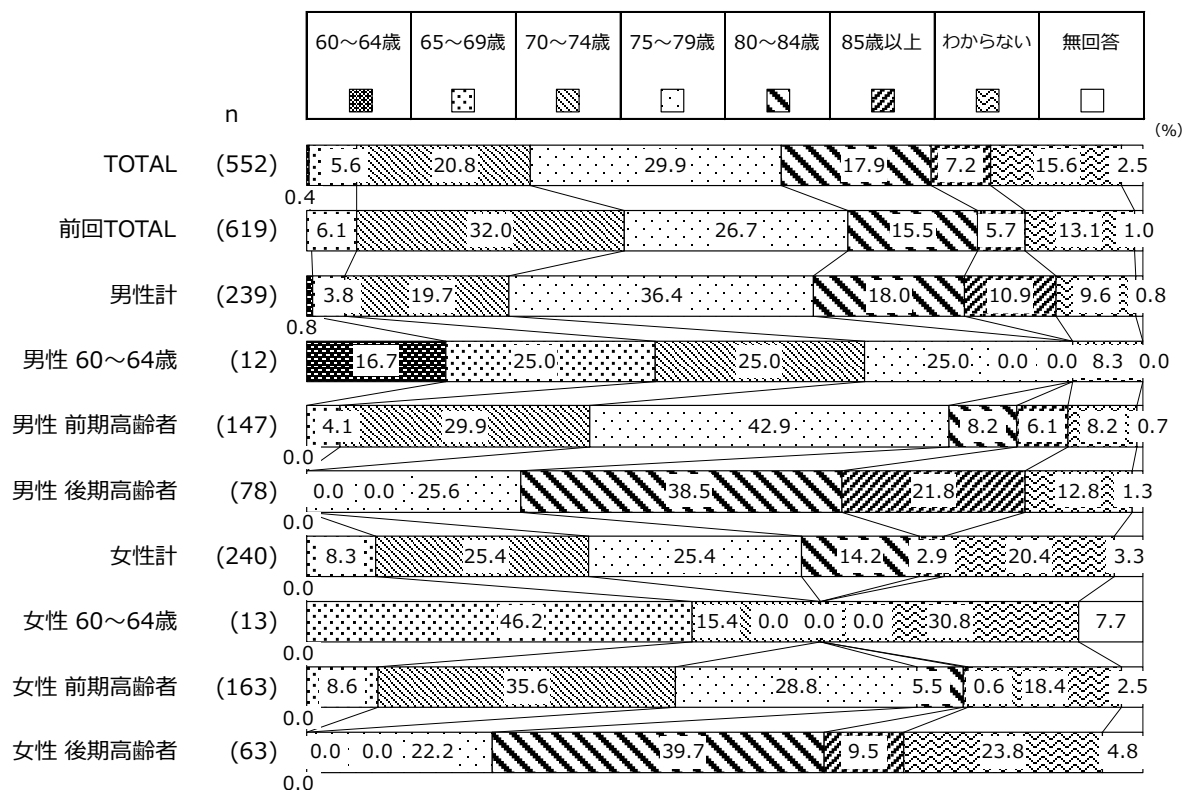 60～64歳 65～69歳 70～74歳 75～79歳 80～84歳 85歳以上 わからない 無回答
n
(%)
TOTAL (552) 5.6 20.8 29.9 17.9 7.2 15.6 2.5
0.4
前回TOTAL (619) 6.1 32.0 26.7 15.5 5.7 13.1 1.0
男性計 (239) 3.8 19.7 36.4 18.0 10.9 9.6 0.8
0.8
男性 60～64歳 (12) 16.7 25.0 25.0 25.0 0.0 0.0 8.3 0.0
男性 前期高齢者 (147) 4.1 29.9 42.9 8.2 6.1 8.2 0.7
0.0
男性 後期高齢者 (78) 0.0 0.0 25.6 38.5 21.8 12.8 1.3
0.0
女性計 (240) 8.3 25.4 25.4 14.2 2.9 20.4 3.3
0.0
女性 60～64歳 (13) 46.2 15.4 0.0 0.0 0.0 30.8 7.7
0.0
女性 前期高齢者 (163) 8.6 35.6 28.8 5.5 0.6 18.4 2.5
0.0
女性 後期高齢者 (63) 0.0 0.0 22.2 39.7 9.5 23.8 4.8
0.0